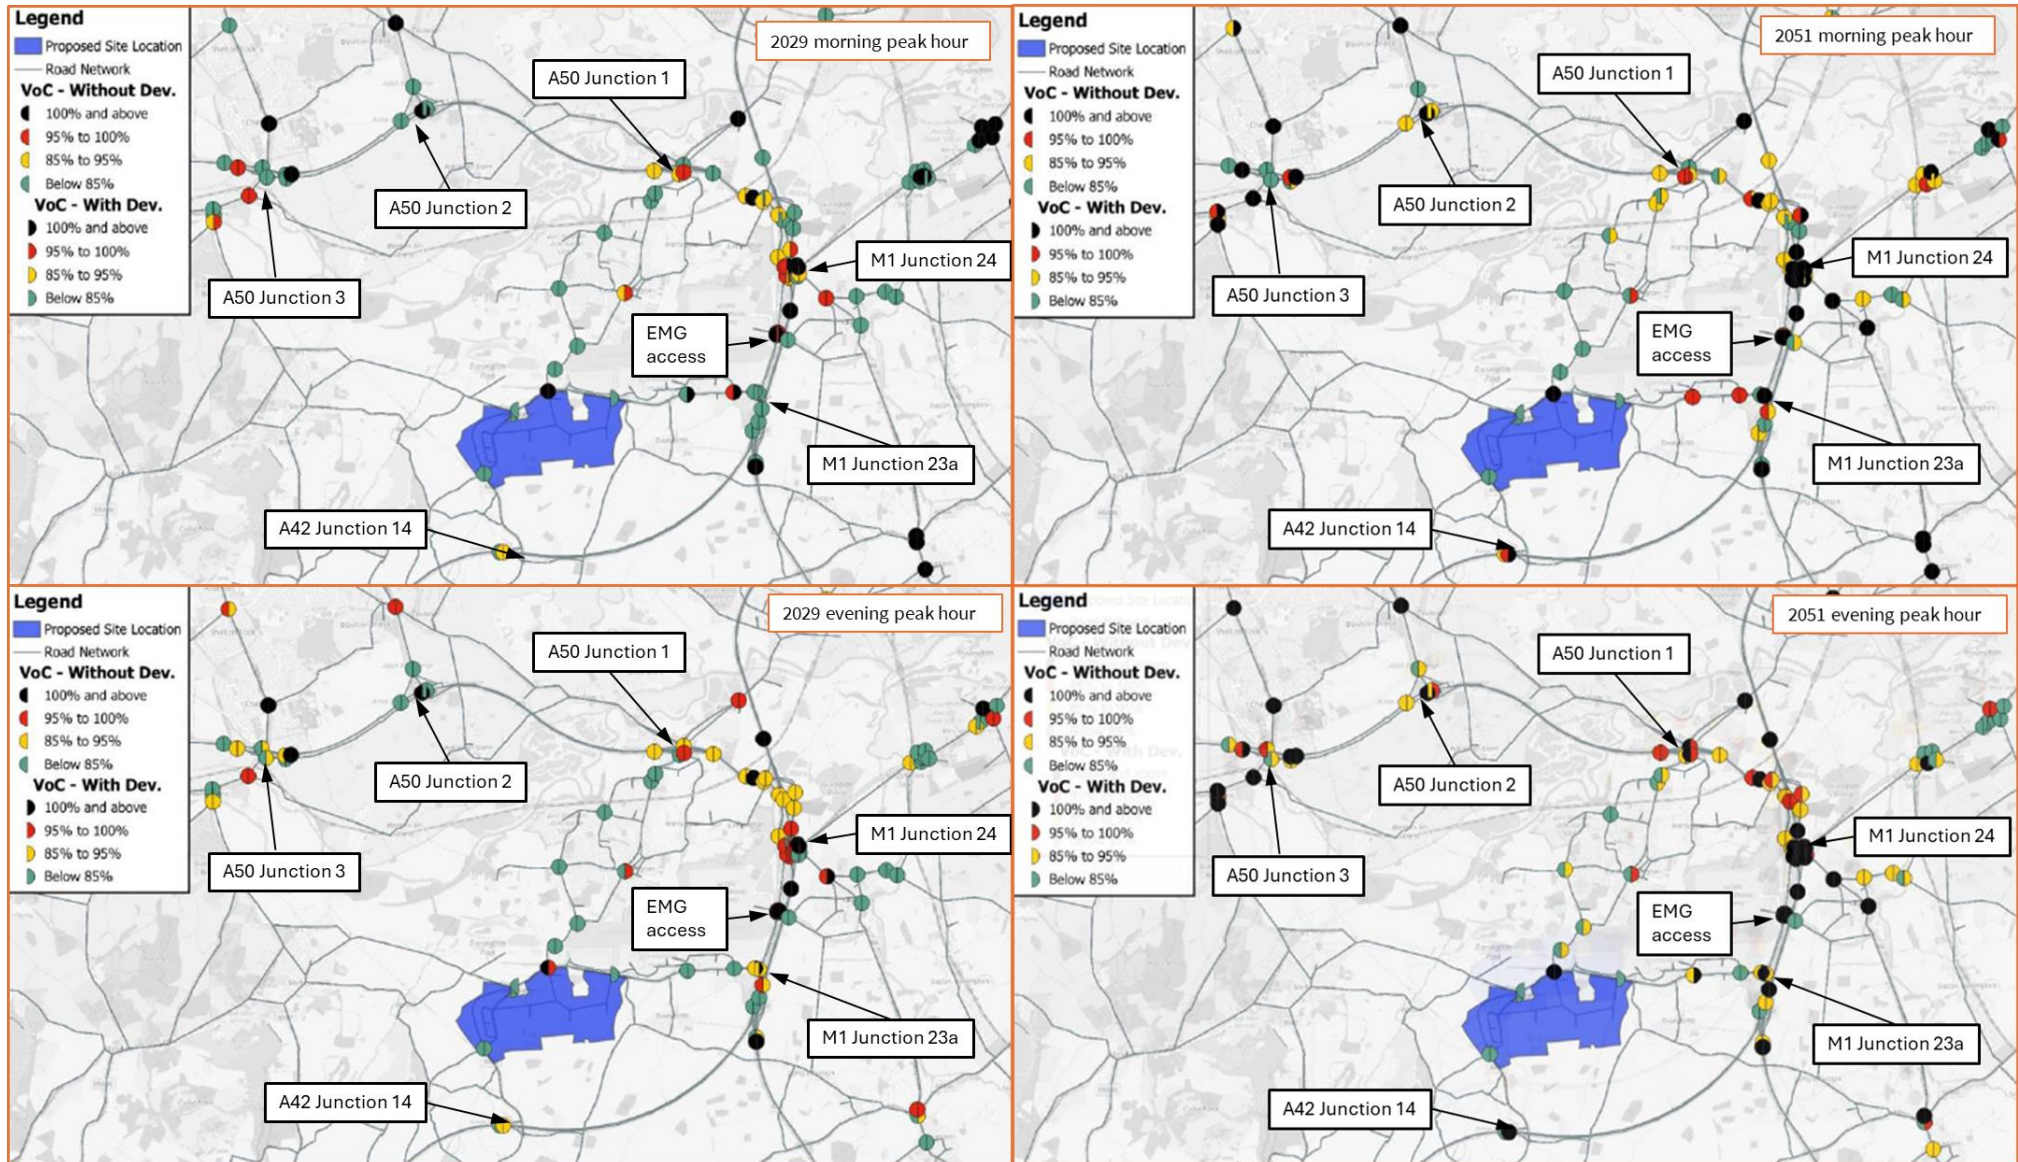 Legend
Proposed Site Location
Road Network
VoC - Without Dev.
100% and above
95% to 100%
85% to 95%
Below 85%
VoC - With Dev.
100% and above
95% to 100%
85% to 95%
Below 85%
2029 morning peak hour
A50 Junction 1
A50 Junction 2
A50 Junction 3
M1 Junction 24
EMG
access
M1 Junction 23a
A42 Junction 14
Legend
Proposed Site Location
Road Network
VoC - Without Dev.
100% and above
95% to 100%
85% to 95%
Below 85%
VoC - With Dev.
100% and above
95% to 100%
85% to 95%
Below 85%
2051 morning peak hour
A50 Junction 1
A50 Junction 2
A50 Junction 3
M1 Junction 24
EMG
access
M1 Junction 23a
A42 Junction 14
Legend
Proposed Site Location
Road Network
VoC - Without Dev.
100% and above
95% to 100%
85% to 95%
Below 85%
VoC - With Dev.
100% and above
95% to 100%
85% to 95%
Below 85%
2029 evening peak hour
A50 Junction 1
A50 Junction 2
A50 Junction 3
M1 Junction 24
EMG
access
M1 Junction 23a
A42 Junction 14
Legend
Proposed Site Location
Road Network
VoC - Without Dev.
100% and above
95% to 100%
85% to 95%
Below 85%
VoC - With Dev.
100% and above
95% to 100%
85% to 95%
Below 85%
2051 evening peak hour
A50 Junction 1
A50 Junction 2
A50 Junction 3
M1 Junction 24
EMG
access
M1 Junction 23a
A42 Junction 14